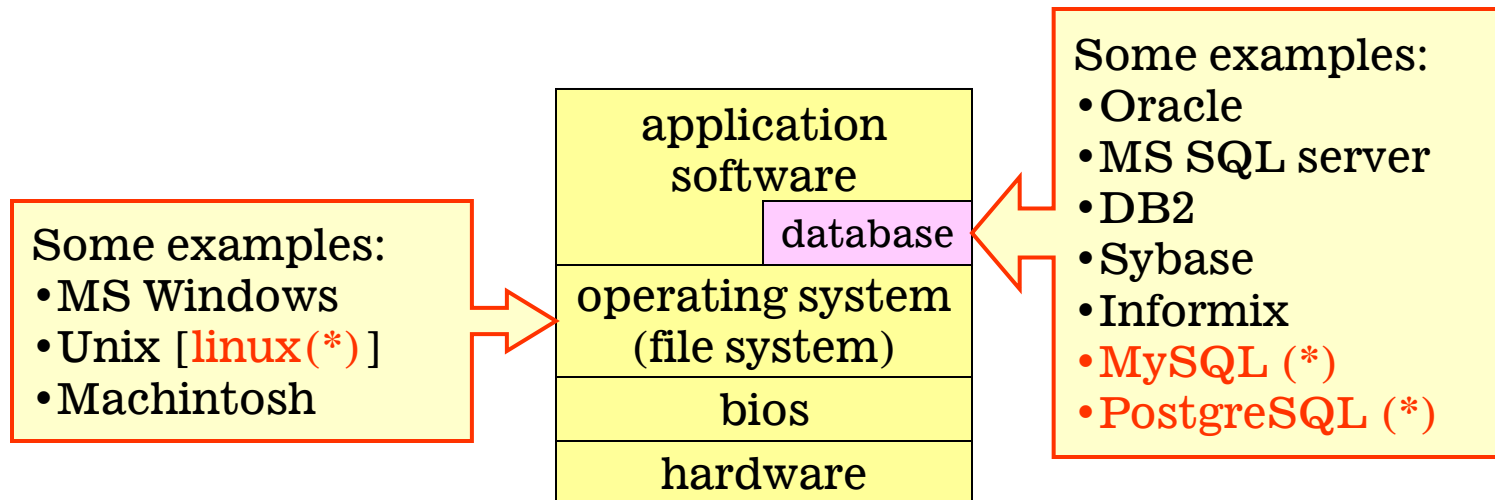 Some examples:
•MS Windows
•Unix [linux(*)]
•Machintosh
application
software
database
operating system
(file system)
bios
hardware
Some examples:
•Oracle
•MS SQL server
•DB2
•Sybase
•Informix
•MySQL (*)
•PostgreSQL (*)